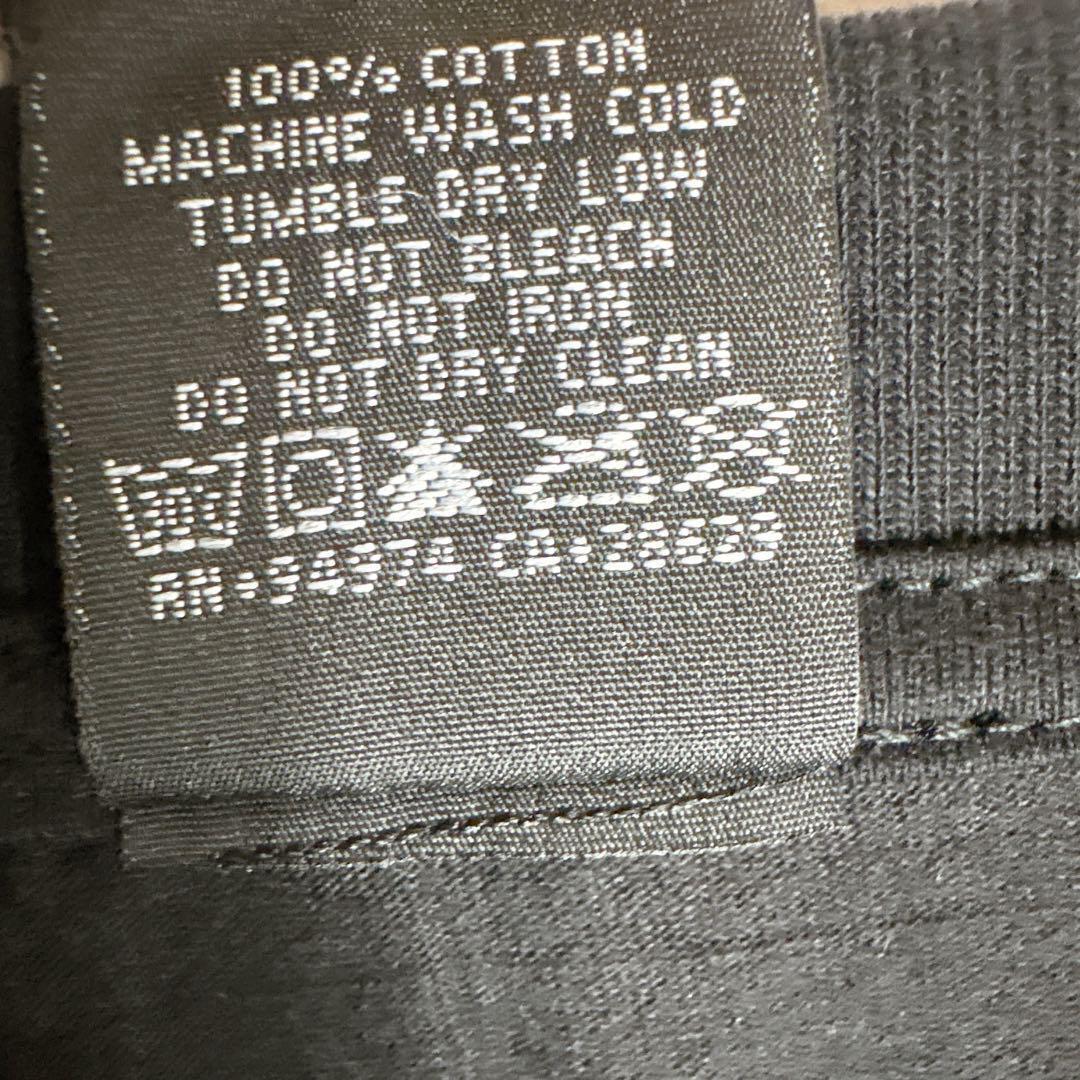 100% COTTON
MACHINE WASH COLD
TUMBLE DRY LOW
DO NOT BLEACH
DO NOT IRON
DO NOT DRY CLEAN
RN·94974 CA·28639